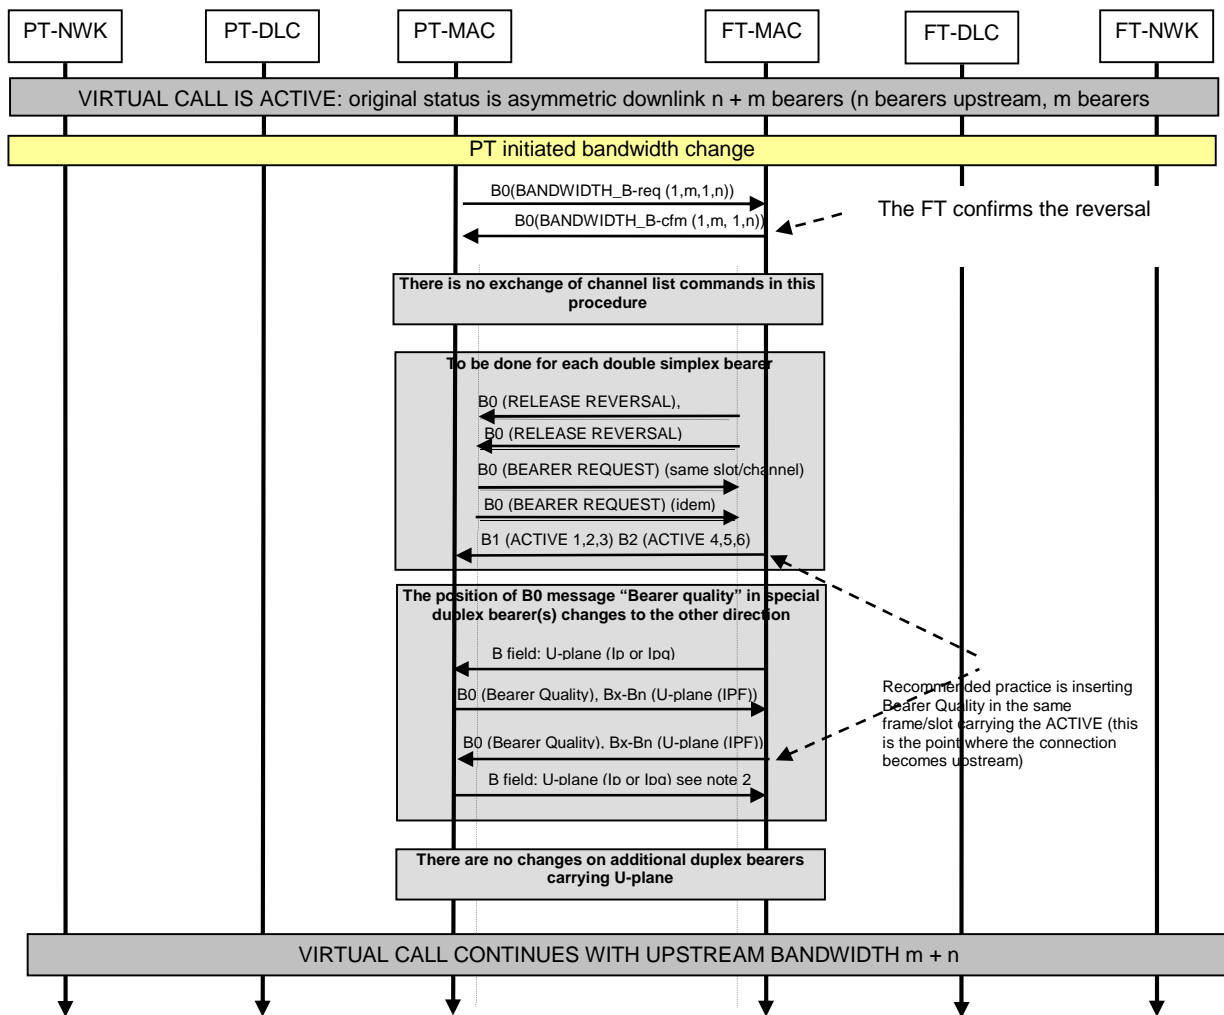 PT-NWK PT-DLC PT-MAC FT-MAC FT-DLC FT-NWK
VIRTUAL CALL IS ACTIVE: original status is asymmetric downlink n + m bearers (n bearers upstream, m bearers
PT initiated bandwidth change
B0(BANDWIDTH_B-req (1,m,1,n))
The FT confirms the reversal
B0(BANDWIDTH_B-cfm (1,m, 1,n))
There is no exchange of channel list commands in this
procedure
To be done for each double simplex bearer
B0 (RELEASE REVERSAL),
B0 (RELEASE REVERSAL)
B0 (BEARER REQUEST) (same slot/channel)
B0 (BEARER REQUEST) (idem)
B1 (ACTIVE 1,2,3) B2 (ACTIVE 4,5,6)
The position of B0 message “Bearer quality” in special
duplex bearer(s) changes to the other direction
B field: U-plane (Ip or Ipq)
B0 (Bearer Quality), Bx-Bn (U-plane (IPF))
B0 (Bearer Quality), Bx-Bn (U-plane (IPF))
B field: U-plane (Ip or Ipq) see note 2
Recommended practice is inserting
Bearer Quality in the same
frame/slot carrying the ACTIVE (this
is the point where the connection
becomes upstream)
There are no changes on additional duplex bearers
carrying U-plane
VIRTUAL CALL CONTINUES WITH UPSTREAM BANDWIDTH m + n